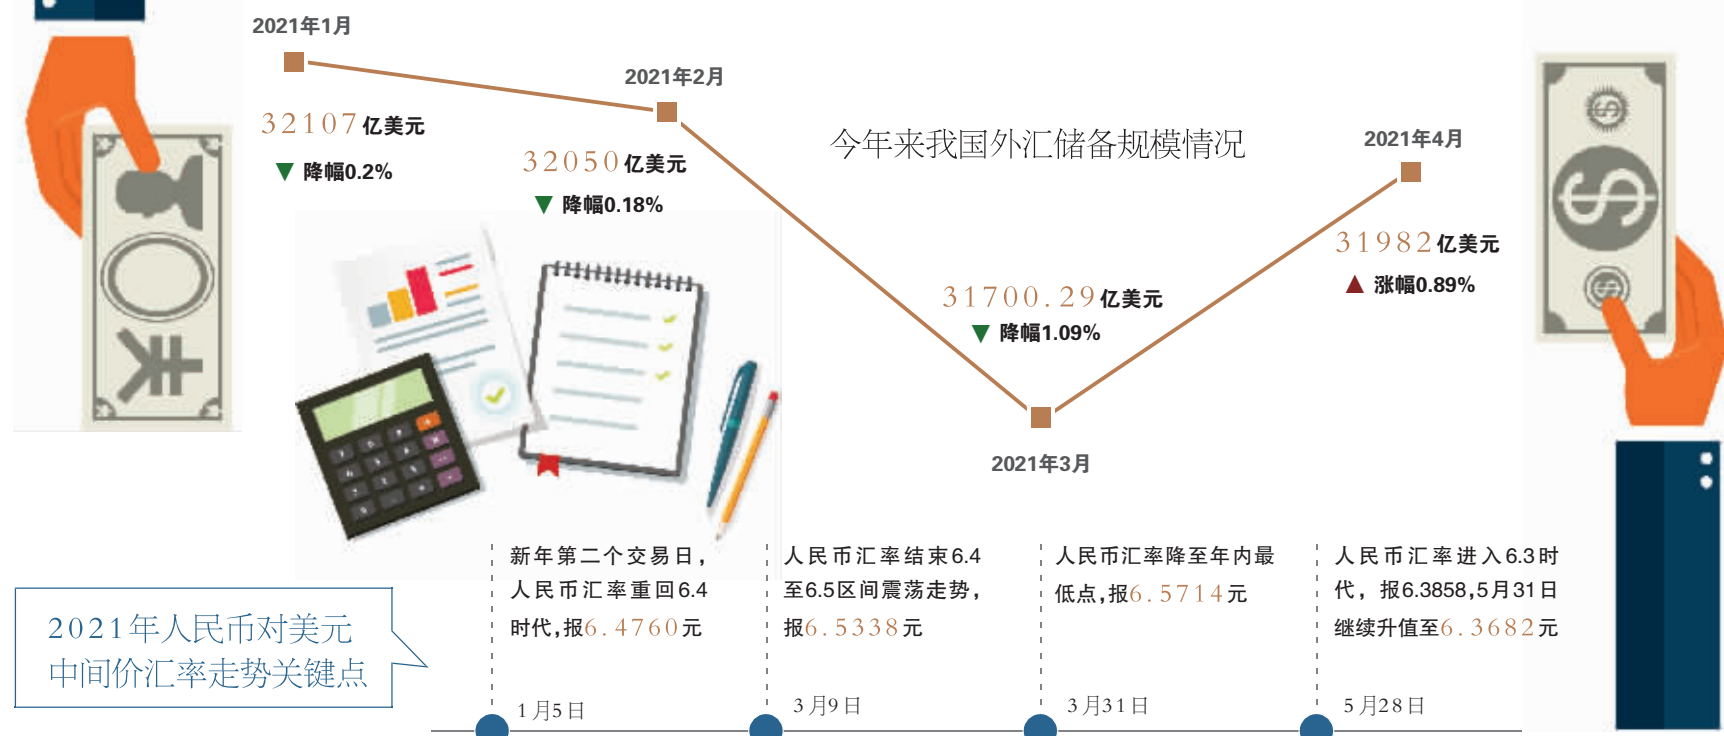 2021年1月
32107亿美元
▼ 降幅0.2%
2021年2月
32050亿美元
▼ 降幅0.18%
今年来我国外汇储备规模情况
31700.29亿美元
▼ 降幅1.09%
2021年3月
2021年4月
31982亿美元
▲ 涨幅0.89%
2021年人民币对美元
中间价汇率走势关键点
新年第二个交易日，
人民币汇率重回6.4
时代，报6.4760元
1月5日
人民币汇率结束6.4
至6.5区间震荡走势，
报6.5338元
3月9日
人民币汇率降至年内最
低点，报6.5714元
3月31日
人民币汇率进入6.3时
代，报6.3858，5月31日
继续升值至6.3682元
5月28日